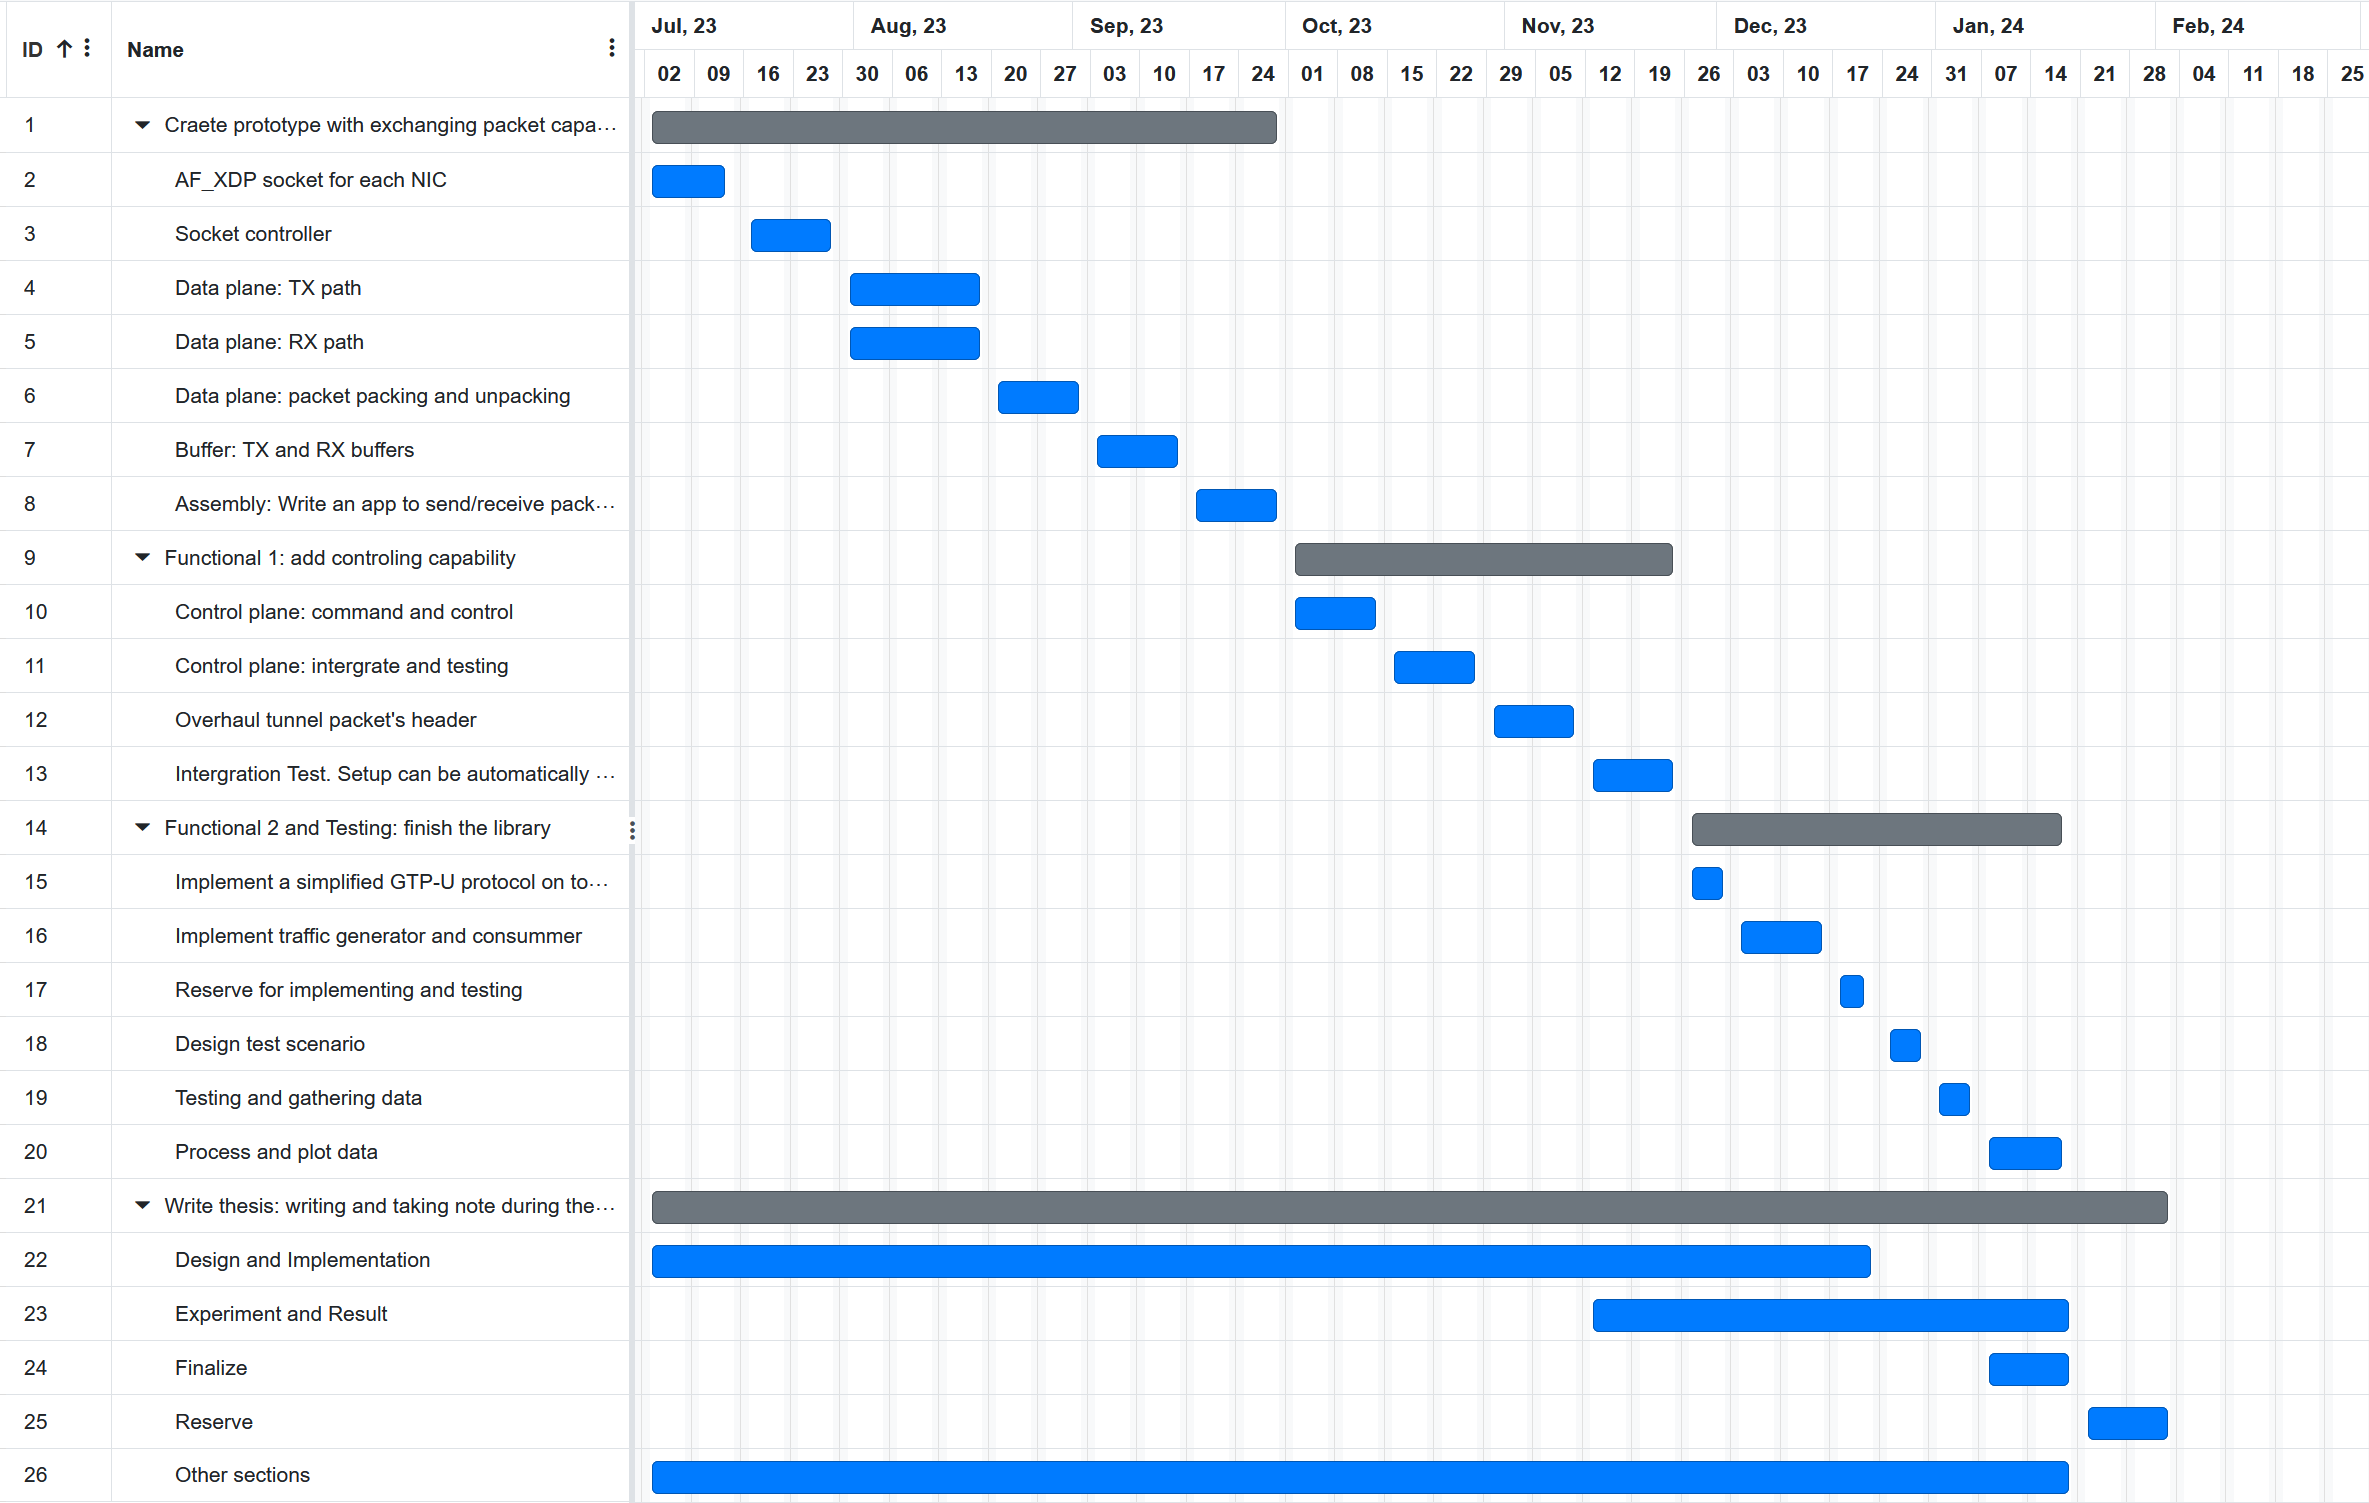 Jul, 23 Aug, 23 Sep, 23 Oct, 23 Nov, 23 Dec, 23 Jan, 24 Feb, 24
ID Name
02 09 16 23 30 06 13 20 27 03 10 17 24 01 08 15 22 29 05 12 19 26 03 10 17 24 31 07 14 21 28 04 11 18 25
1 Craete prototype with exchanging packet capa...
2 AF_XDP socket for each NIC
3 Socket controller
4 Data plane: TX path
5 Data plane: RX path
6 Data plane: packet packing and unpacking
7 Buffer: TX and RX buffers
8 Assembly: Write an app to send/receive pack...
9 Functional 1: add controling capability
10 Control plane: command and control
11 Control plane: intergrate and testing
12 Overhaul tunnel packet's header
13 Intergration Test. Setup can be automatically ...
14 Functional 2 and Testing: finish the library
15 Implement a simplified GTP-U protocol on to...
16 Implement traffic generator and consummer
17 Reserve for implementing and testing
18 Design test scenario
19 Testing and gathering data
20 Process and plot data
21 Write thesis: writing and taking note during the...
22 Design and Implementation
23 Experiment and Result
24 Finalize
25 Reserve
26 Other sections